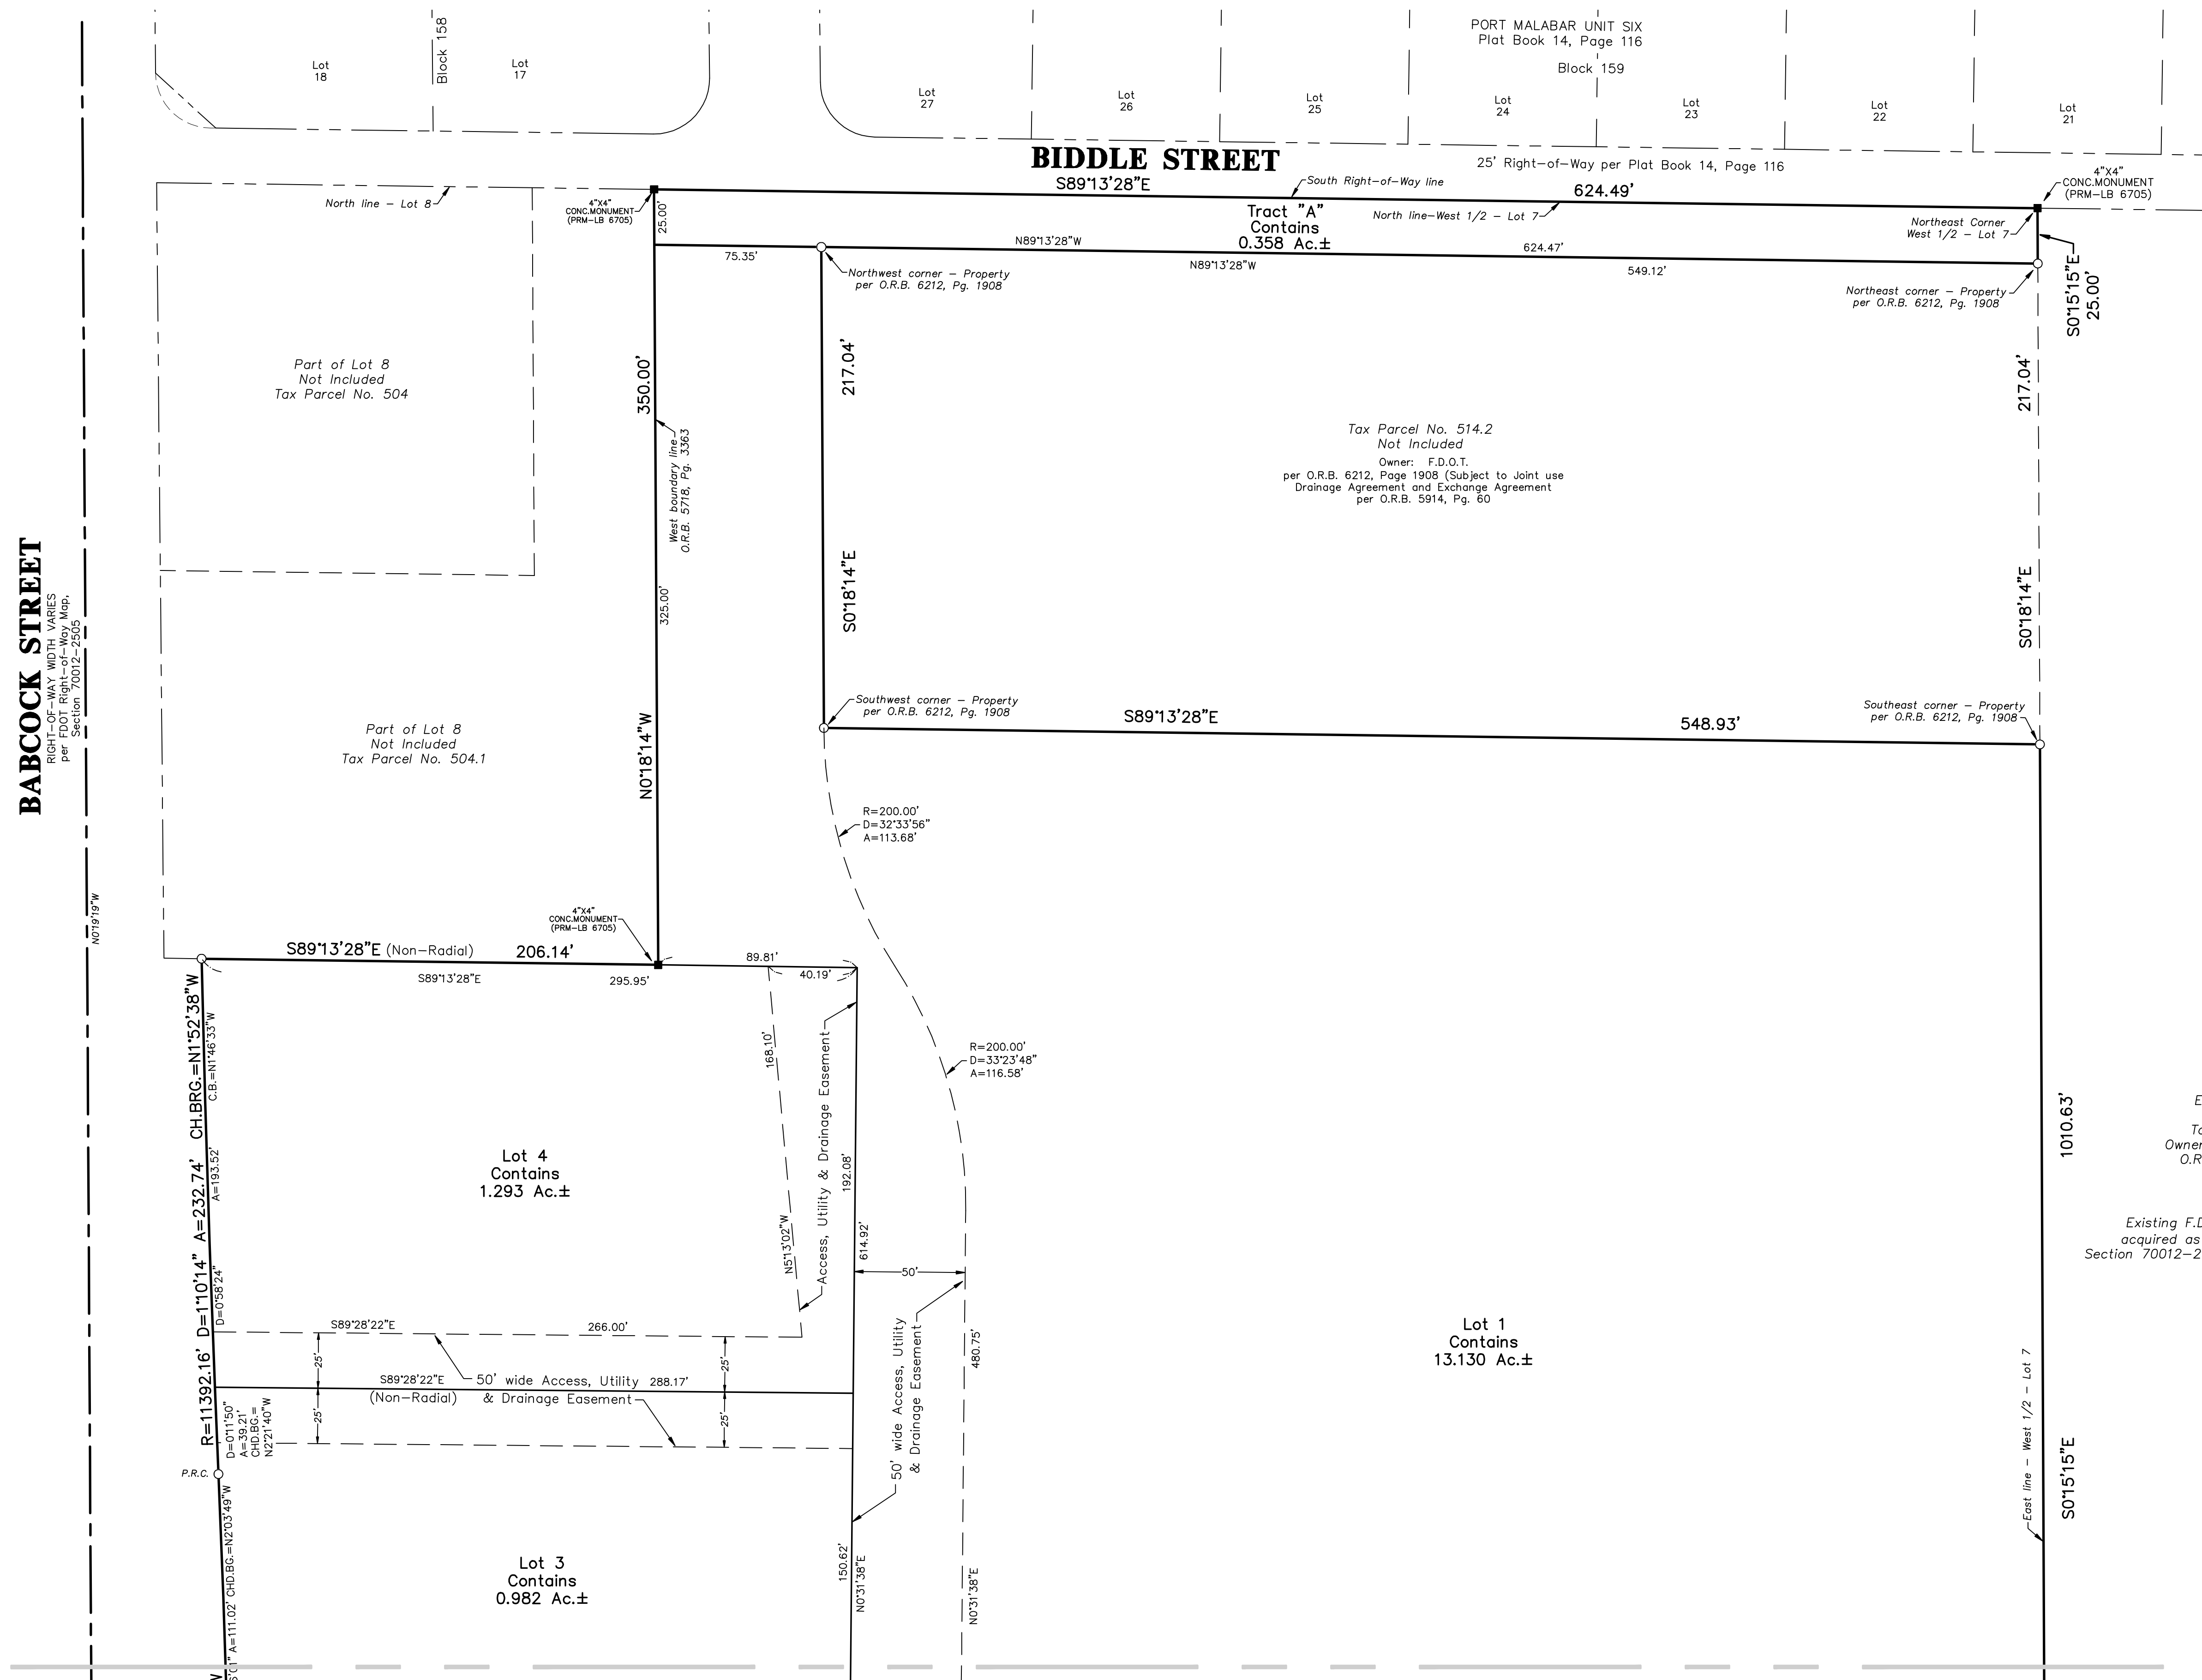 PORT MALABAR UNIT SIX
Plat Book 14, Page 116
Block 159
Block 158
Lot
18
Lot
17
Lot
27
Lot
26
Lot
25
Lot
24
Lot
23
Lot
22
Lot
21
BIDDLE STREET
25' Right-of-Way per Plat Book 14, Page 116
S89°13'28"E
South Right-of-Way line
624.49'
4"X4"
CONC.MONUMENT
(PRM-LB 6705)
North line - Lot 8
4"X4"
CONC.MONUMENT
(PRM-LB 6705)
25.00'
Tract "A"
Contains
0.358 Ac.±
North line-West 1/2 - Lot 7
Northeast Corner
West 1/2 - Lot 7
75.35'
N89°13'28"W
624.47'
N89°13'28"W
549.12'
Northwest corner - Property
per O.R.B. 6212, Pg. 1908
Northeast corner - Property
per O.R.B. 6212, Pg. 1908
S0°15'15"E
25.00'
Part of Lot 8
Not Included
Tax Parcel No. 504
350.00'
217.04'
217.04'
West boundary line
O.R.B. 5718, Pg. 3363
Tax Parcel No. 514.2
Not Included
Owner: F.D.O.T.
per O.R.B. 6212, Page 1908 (Subject to Joint use
Drainage Agreement and Exchange Agreement
per O.R.B. 5914, Pg. 60
BABCOCK STREET
RIGHT-OF-WAY WIDTH VARIES
per FDOT Right-of-Way Map,
Section 70012-2505
325.00'
S0°18'14"E
S0°18'14"E
N0°18'14"W
Part of Lot 8
Not Included
Tax Parcel No. 504.1
Southwest corner - Property
per O.R.B. 6212, Pg. 1908
S89°13'28"E
548.93'
Southeast corner - Property
per O.R.B. 6212, Pg. 1908
R=200.00'
D=32°33'56"
A=113.68'
N0°19'19"W
4"X4"
CONC.MONUMENT
(PRM-LB 6705)
S89°13'28"E (Non-Radial)
206.14'
S89°13'28"E
295.95'
89.81'
40.19'
R=11392.16' D=1°10'14" A=232.74' CH.BRG.=N1°52'38"W
C.B.=N1°46'33"W
A=193.52'
D=0°58'24"
168.10'
N5°13'02"W
Access, Utility & Drainage Easement
192.08'
614.92'
R=200.00'
D=33°23'48"
A=116.58'
1010.63'
Lot 4
Contains
1.293 Ac.±
50'
Owner
O.R
Existing F.D
acquired as
Section 70012-2
S89°28'22"E
266.00'
25'
25'
S89°28'22"E
50' wide Access, Utility
288.17'
(Non-Radial)
& Drainage Easement
25'
25'
50' wide Access, Utility
& Drainage Easement
480.75'
Lot 1
Contains
13.130 Ac.±
East line - West 1/2 - Lot 7
S0°15'15"E
D=0°11'50"
A=39.21'
CHD.BG.=
N2°21'40"W
P.R.C.
A=111.02' CHD.BG.=N2°03'49"W
Lot 3
Contains
0.982 Ac.±
150.62'
N0°31'38"E
N0°31'38"E